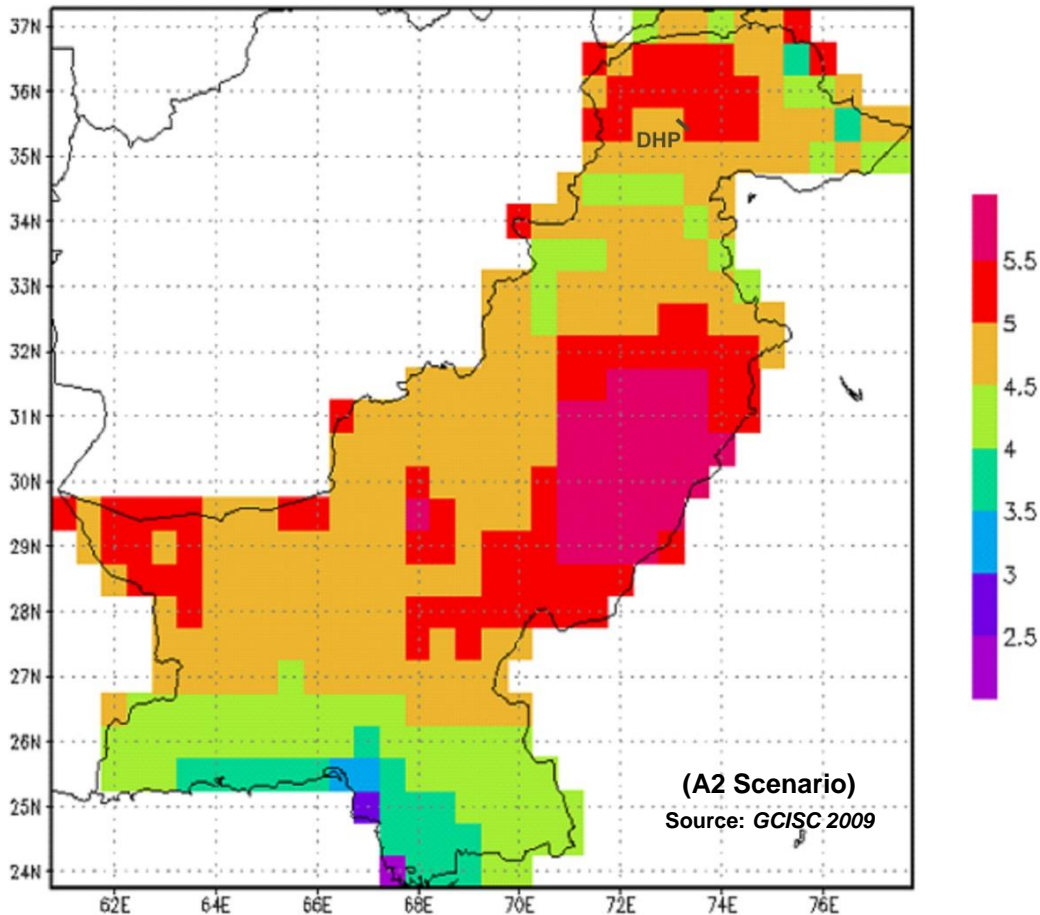 37N
36N
35N
34N
33N
32N
31N
30N
29N
28N
27N
26N
25N
24N
62E 64E 66E 68E 70E 72E 74E 76E
DHP
5.5
5
4.5
4
3.5
3
2.5
(A2 Scenario)
Source: GCISC 2009